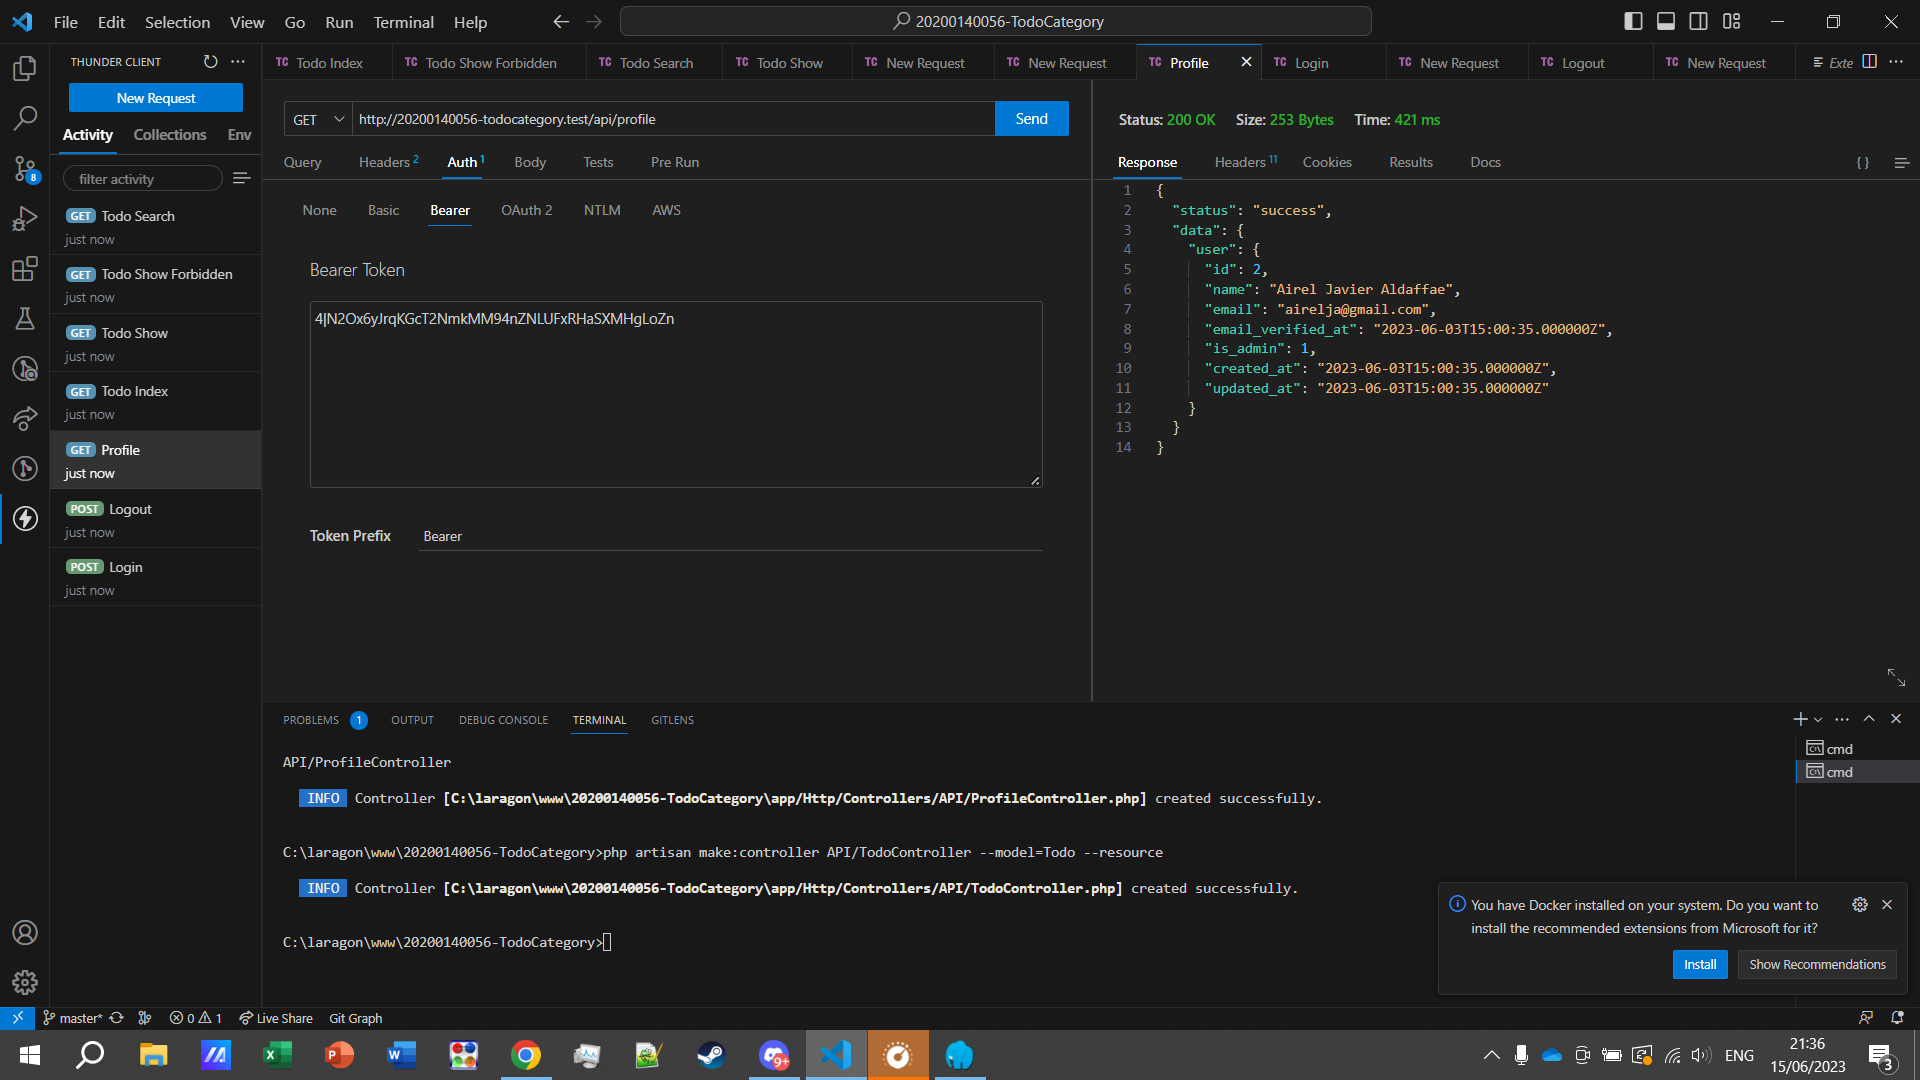 File Edit Selection View Go Run Terminal Help
20200140056-TodoCategory
THUNDER CLIENT
New Request
Activity Collections Env
filter activity
GET Todo Search
just now
GET Todo Show Forbidden
just now
GET Todo Show
just now
GET Todo Index
just now
GET Profile
just now
POST Logout
just now
POST Login
just now
8
TC Todo Index TC Todo Show Forbidden TC Todo Search TC Todo Show TC New Request TC New Request TC Profile TC Login TC New Request TC Logout TC New Request Exte
GET http://20200140056-todocategory.test/api/profile Send
Query Headers 2 Auth 1 Body Tests Pre Run
None Basic Bearer OAuth 2 NTLM AWS
Bearer Token
4|N2Ox6yJrqKGcT2NmkMM94nZNLUFxRHaSXMHgLoZn
Token Prefix Bearer
Status: 200 OK Size: 253 Bytes Time: 421 ms
Response Headers 11 Cookies Results Docs { }
1 {
2 "status": "success",
3 "data": {
4 "user": {
5 "id": 2,
6 "name": "Airel Javier Aldaffae",
7 "email": "airelja@gmail.com",
8 "email_verified_at": "2023-06-03T15:00:35.000000Z",
9 "is_admin": 1,
10 "created_at": "2023-06-03T15:00:35.000000Z",
11 "updated_at": "2023-06-03T15:00:35.000000Z"
12 }
13 }
14 }
PROBLEMS 1 OUTPUT DEBUG CONSOLE TERMINAL GITLENS
API/ProfileController
INFO Controller [C:\laragon\www\20200140056-TodoCategory\app/Http/Controllers/API/ProfileController.php] created successfully.
C:\laragon\www\20200140056-TodoCategory>php artisan make:controller API/TodoController --model=Todo --resource
INFO Controller [C:\laragon\www\20200140056-TodoCategory\app/Http/Controllers/API/TodoController.php] created successfully.
C:\laragon\www\20200140056-TodoCategory>
cmd
cmd
You have Docker installed on your system. Do you want to
install the recommended extensions from Microsoft for it?
Install Show Recommendations
master* 0 1 Live Share Git Graph
9+
ENG
21:36
15/06/2023
3